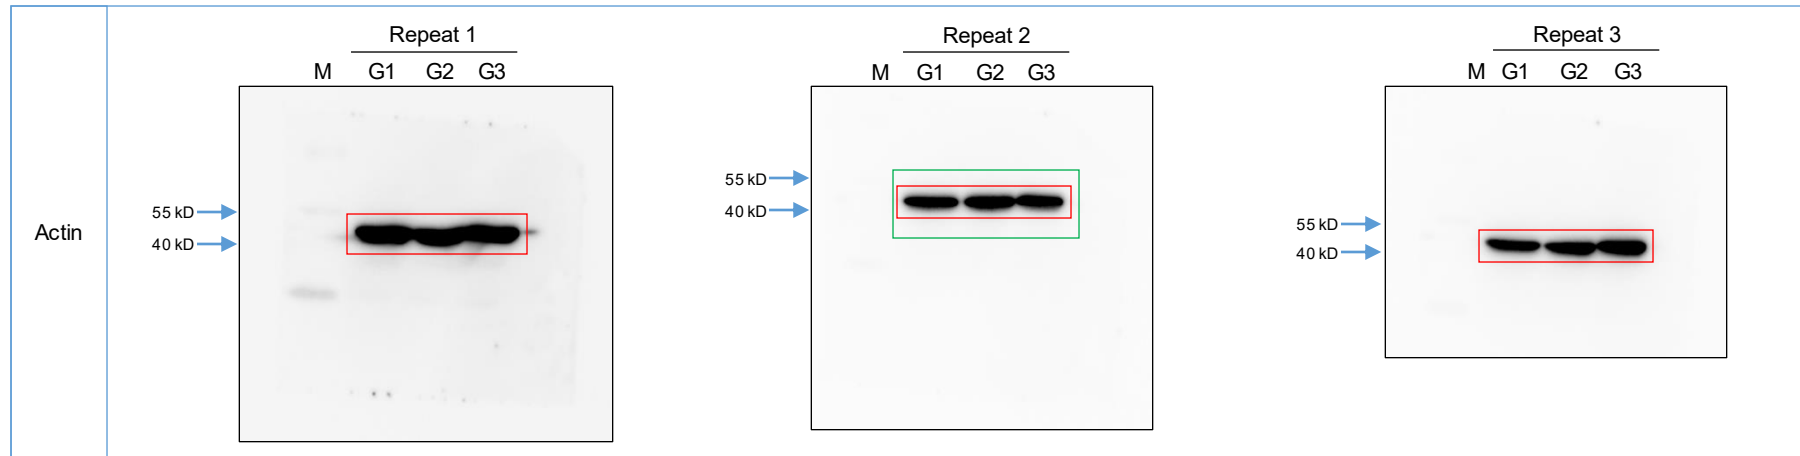 Actin
Repeat 1
M G1 G2 G3
55 kD
40 kD
Repeat 2
M G1 G2 G3
55 kD
40 kD
Repeat 3
M G1 G2 G3
55 kD
40 kD